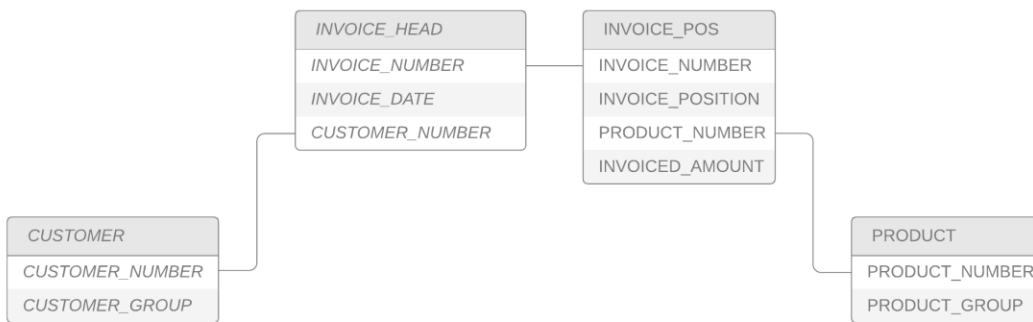 INVOICE_HEAD
INVOICE_NUMBER
INVOICE_DATE
CUSTOMER_NUMBER
INVOICE_POS
INVOICE_NUMBER
INVOICE_POSITION
PRODUCT_NUMBER
INVOICED_AMOUNT
CUSTOMER
CUSTOMER_NUMBER
CUSTOMER_GROUP
PRODUCT
PRODUCT_NUMBER
PRODUCT_GROUP